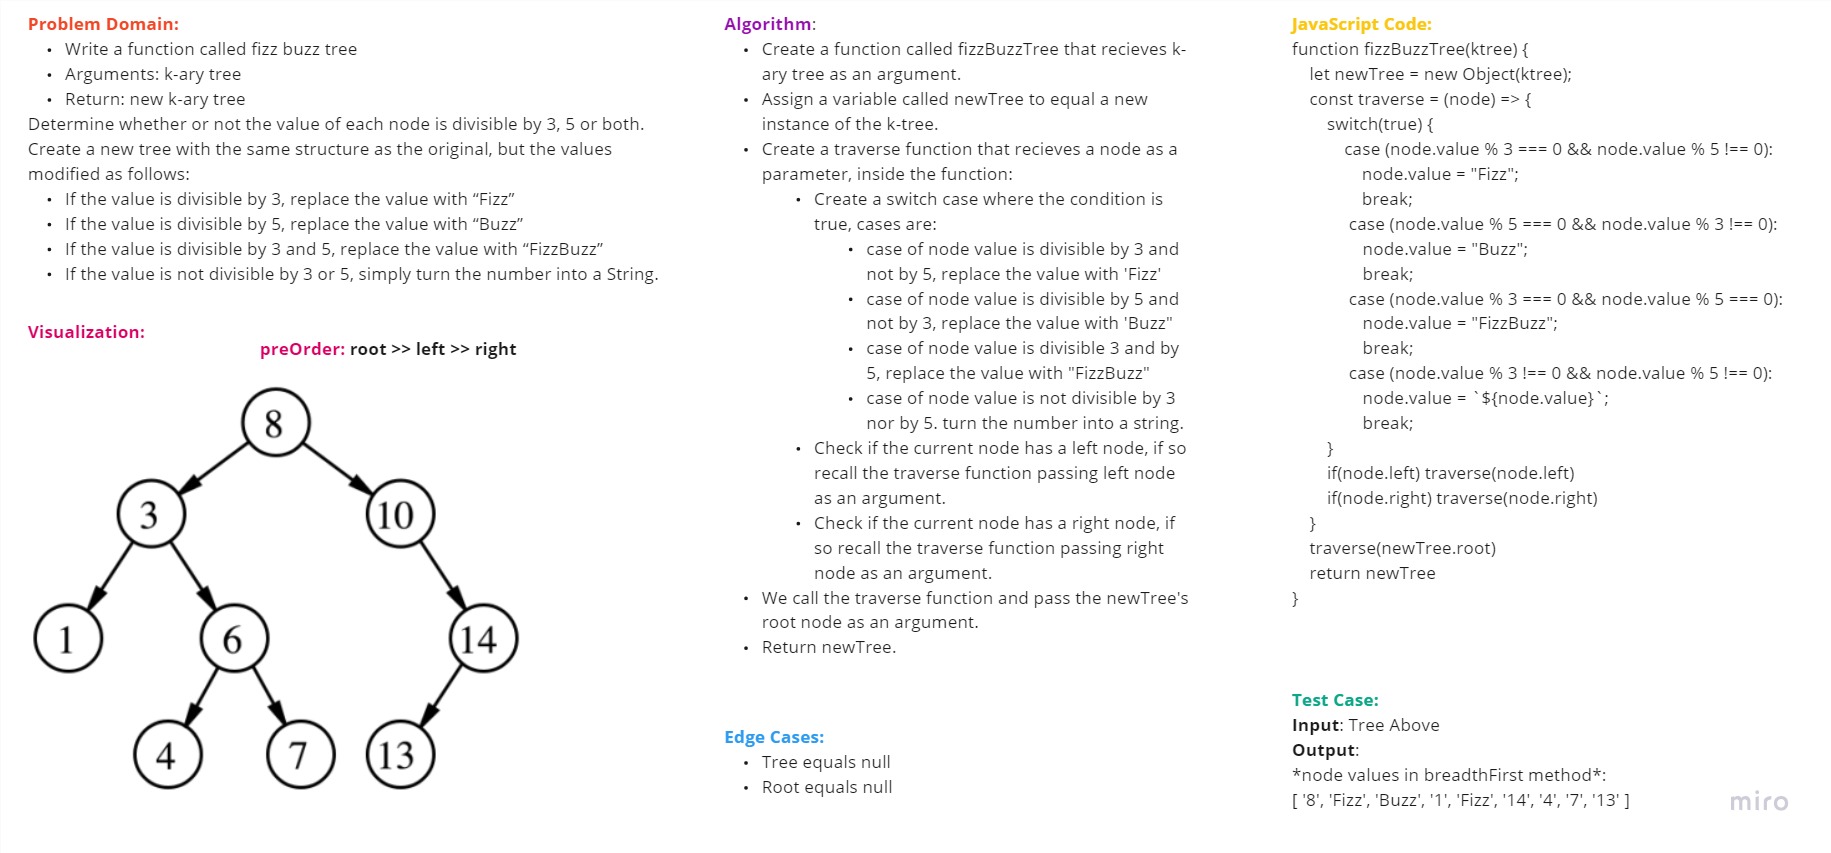 Problem Domain:
• Write a function called fizz buzz tree
• Arguments: k-ary tree
• Return: new k-ary tree
Determine whether or not the value of each node is divisible by 3, 5 or both.
Create a new tree with the same structure as the original, but the values
modified as follows:
• If the value is divisible by 3, replace the value with “Fizz”
• If the value is divisible by 5, replace the value with “Buzz”
• If the value is divisible by 3 and 5, replace the value with “FizzBuzz”
• If the value is not divisible by 3 or 5, simply turn the number into a String.
Visualization:
preOrder: root >> left >> right
8
3
10
1
6
14
4
7
13
Algorithm:
• Create a function called fizzBuzzTree that recieves k-
ary tree as an argument.
• Assign a variable called newTree to equal a new
instance of the k-tree.
• Create a traverse function that recieves a node as a
parameter, inside the function:
• Create a switch case where the condition is
true, cases are:
• case of node value is divisible by 3 and
not by 5, replace the value with 'Fizz'
• case of node value is divisible by 5 and
not by 3, replace the value with 'Buzz"
• case of node value is divisible 3 and by
5, replace the value with "FizzBuzz"
• case of node value is not divisible by 3
nor by 5. turn the number into a string.
• Check if the current node has a left node, if so
recall the traverse function passing left node
as an argument.
• Check if the current node has a right node, if
so recall the traverse function passing right
node as an argument.
• We call the traverse function and pass the newTree's
root node as an argument.
• Return newTree.
Edge Cases:
• Tree equals null
• Root equals null
JavaScript Code:
function fizzBuzzTree(ktree) {
let newTree = new Object(ktree);
const traverse = (node) => {
switch(true) {
case (node.value % 3 === 0 && node.value % 5 !== 0):
node.value = "Fizz";
break;
case (node.value % 5 === 0 && node.value % 3 !== 0):
node.value = "Buzz";
break;
case (node.value % 3 === 0 && node.value % 5 === 0):
node.value = "FizzBuzz";
break;
case (node.value % 3 !== 0 && node.value % 5 !== 0):
node.value = `${node.value}`;
break;
}
if(node.left) traverse(node.left)
if(node.right) traverse(node.right)
}
traverse(newTree.root)
return newTree
}
Test Case:
Input: Tree Above
Output:
*node values in breadthFirst method*:
[ '8', 'Fizz', 'Buzz', '1', 'Fizz', '14', '4', '7', '13' ]
miro